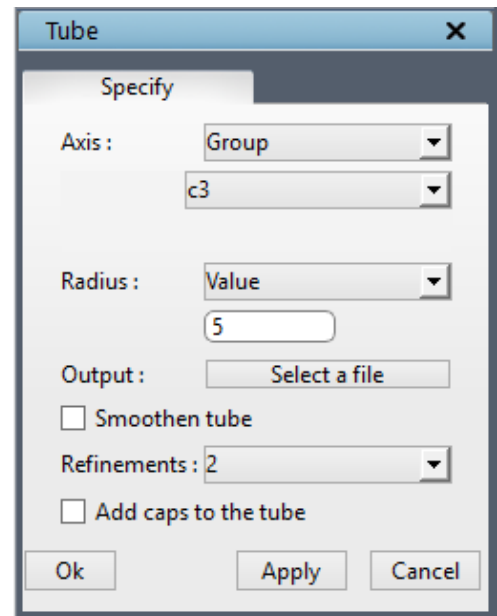 Tube
Specify
Axis : Group
c3
Radius : Value
5
Output : Select a file
Smoothen tube
Refinements : 2
Add caps to the tube
Ok Apply Cancel